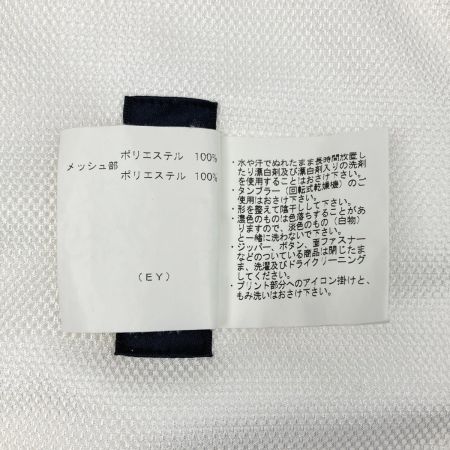 ポリエステル 100%
メッシュ部
ポリエステル 100%
(EY)
・水や汗でぬれたまま長時間放置し
たり漂白剤及び漂白剤入りの洗剤
を使用することはおさけ下さい。
・タンブラー(回転式乾燥機)のご
使用はおさけ下さい。
・形を整えて陰干しして下さい。
・濃色のものは色落ちすることがあ
りますので、淡色のもの(白物)
と一緒に洗わないで下さい。
・ジッパー、ボタン、面ファスナー
などのついている商品は閉じたま
ま、洗濯及びドライクリーニング
してください。
・プリント部分へのアイロン掛けと、
もみ洗いはおさけ下さい。